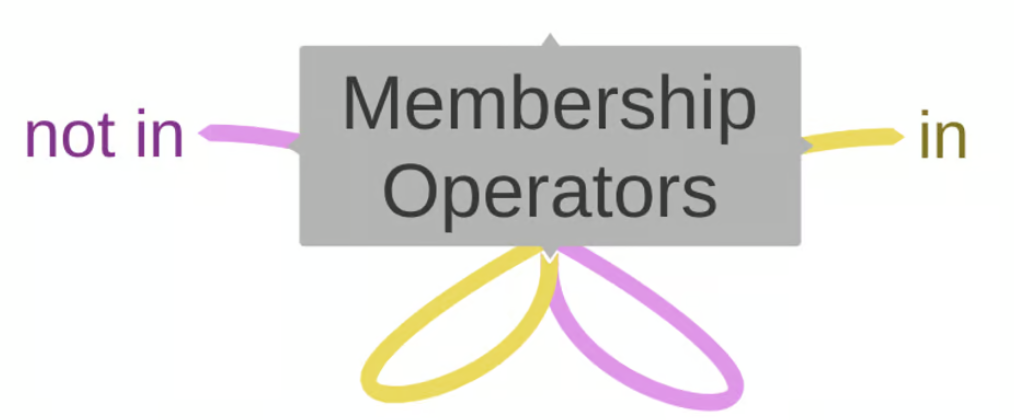 not in
Membership
Operators
in